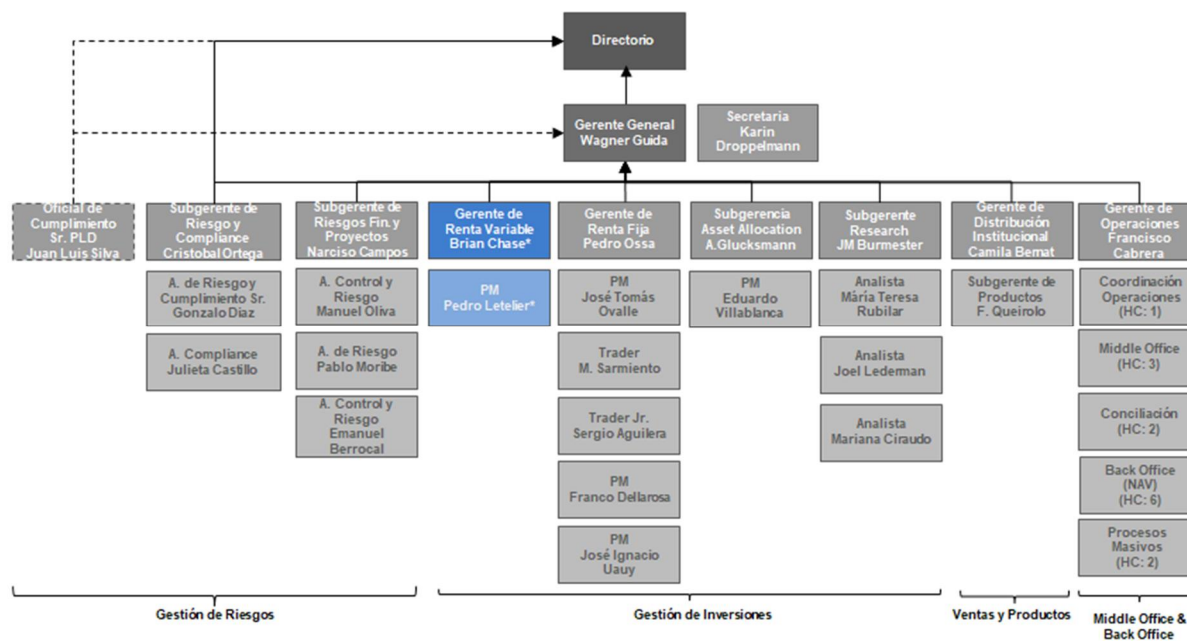 Directorio
Gerente General
Wagner Guida
Secretaria
Karin
Droppelmann
Oficial de
Cumplimiento
Sr. PLD
Juan Luis Silva
Subgerente de
Riesgo y
Compliance
Cristobal Ortega
A. de Riesgo y
Cumplimiento Sr.
Gonzalo Diaz
A. Compliance
Julieta Castillo
Subgerente de
Riesgos Fin. y
Proyectos
Narciso Campos
A. Control y
Riesgo
Manuel Oliva
A. de Riesgo
Pablo Moribe
A. Control y
Riesgo
Emanuel
Berrocal
Gerente de
Renta Variable
Brian Chase*
PM
Pedro Letelier*
Gerente de
Renta Fija
Pedro Ossa
PM
José Tomás
Ovalle
Trader
M. Sarmiento
Trader Jr.
Sergio Aguilera
PM
Franco Dellarosa
PM
José Ignacio
Uauy
Subgerencia
Asset Allocation
A.Glucksmann
PM
Eduardo
Villablanca
Subgerente
Research
JM Burmester
Analista
Máría Teresa
Rubilar
Analista
Joel Lederman
Analista
Mariana Ciraudo
Gerente de
Distribución
Institucional
Camila Bernat
Subgerente de
Productos
F. Queirolo
Gerente de
Operaciones
Francisco
Cabrera
Coordinación
Operaciones
(HC: 1)
Middle Office
(HC: 3)
Conciliación
(HC: 2)
Back Office
(NAV)
(HC: 6)
Procesos
Masivos
(HC: 2)
Gestión de Riesgos
Gestión de Inversiones
Ventas y Productos
Middle Office &
Back Office